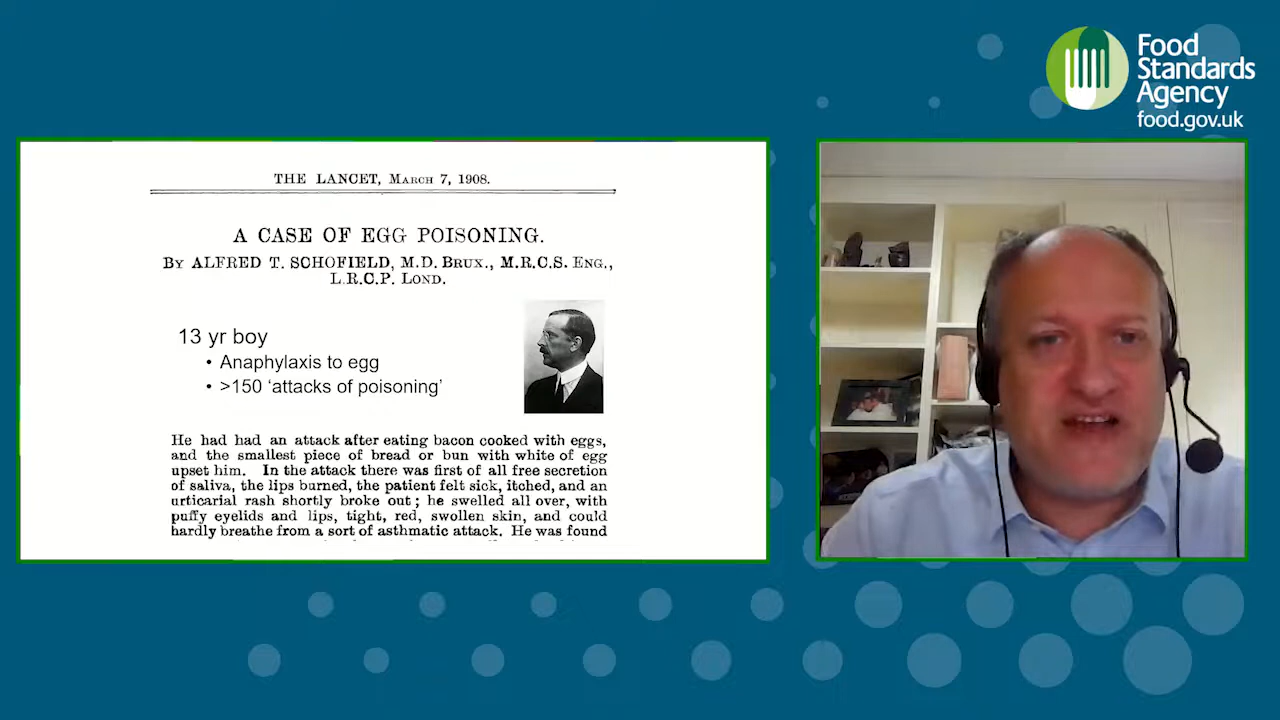 Food
Standards
Agency
food.gov.uk
THE LANCET, MARCH 7, 1908.
A CASE OF EGG POISONING.
BY ALFRED T. SCHOFIELD, M.D. BRUX., M.R.C.S. ENG.,
L.R.C.P. LOND.
13 yr boy
• Anaphylaxis to egg
• >150 ‘attacks of poisoning’
He had had an attack after eating bacon cooked with eggs,
and the smallest piece of bread or bun with white of egg
upset him. In the attack there was first of all free secretion
of saliva, the lips burned, the patient felt sick, itched, and an
urticarial rash shortly broke out; he swelled all over, with
puffy eyelids and lips, tight, red, swollen skin, and could
hardly breathe from a sort of asthmatic attack. He was found